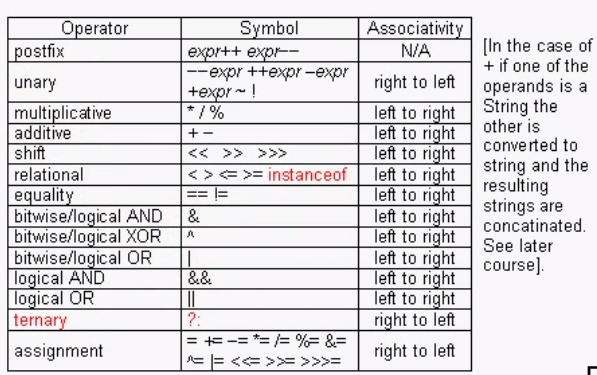 Operator Symbol Associativity
postfix expr++ expr-- N/A
unary --expr ++expr -expr +expr ~ ! right to left
multiplicative * / % left to right
additive + - left to right
shift << >> >>> left to right
relational < > <= >= instanceof left to right
equality == != left to right
bitwise/logical AND & left to right
bitwise/logical XOR ^ left to right
bitwise/logical OR | left to right
logical AND && left to right
logical OR || left to right
ternary ?: right to left
assignment = += -= *= /= %= &= ^= |= <<= >>= >>>= right to left
[In the case of
+ if one of the
operands is a
String the
other is
converted to
string and the
resulting
strings are
concatinated.
See later
course].